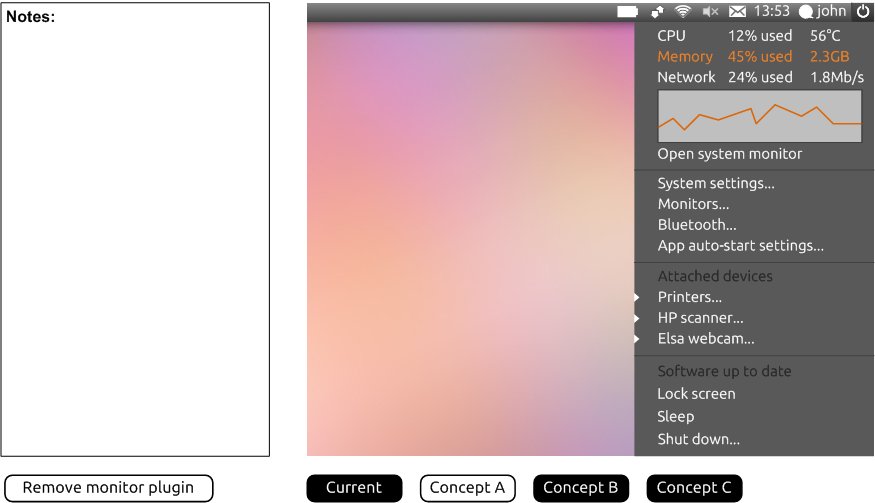 Notes:
13:53 john
CPU 12% used 56°C
Memory 45% used 2.3GB
Network 24% used 1.8Mb/s
Open system monitor
System settings...
Monitors...
Bluetooth...
App auto-start settings...
Attached devices
Printers...
HP scanner...
Elsa webcam...
Software up to date
Lock screen
Sleep
Shut down...
Remove monitor plugin
Current Concept A Concept B Concept C